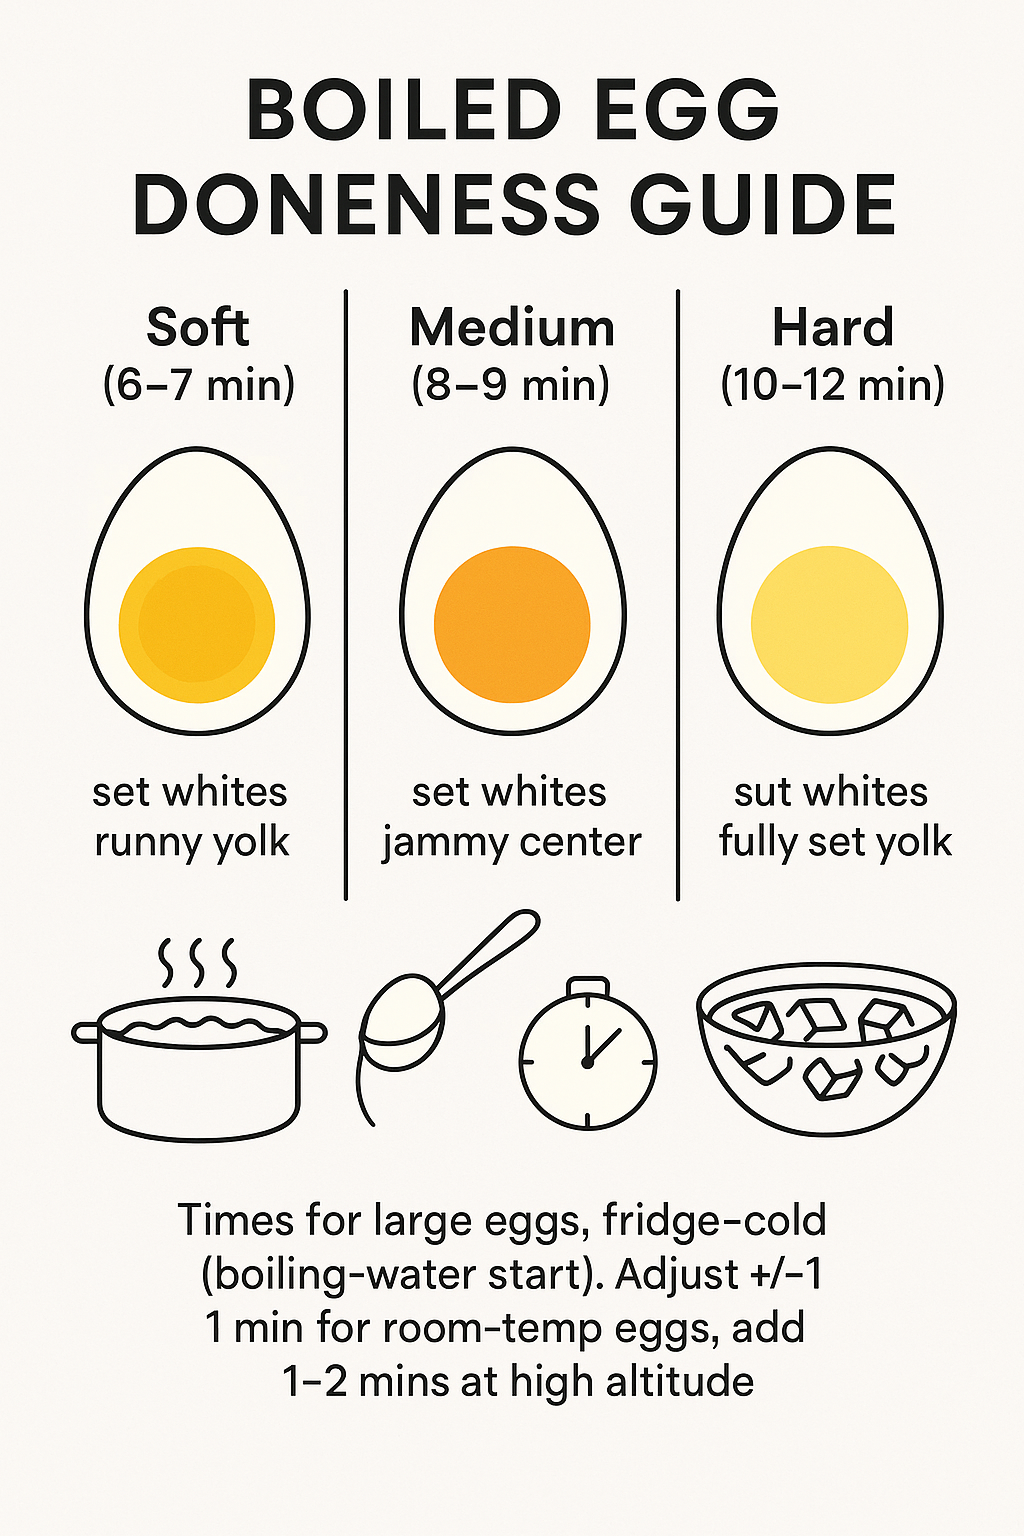 BOILED EGG
DONENESS GUIDE
Soft
(6–7 min)
set whites
runny yolk
Medium
(8–9 min)
set whites
jammy center
Hard
(10–12 min)
sut whites
fully set yolk
Times for large eggs, fridge-cold
(boiling-water start). Adjust +/-1
1 min for room-temp eggs, add
1–2 mins at high altitude